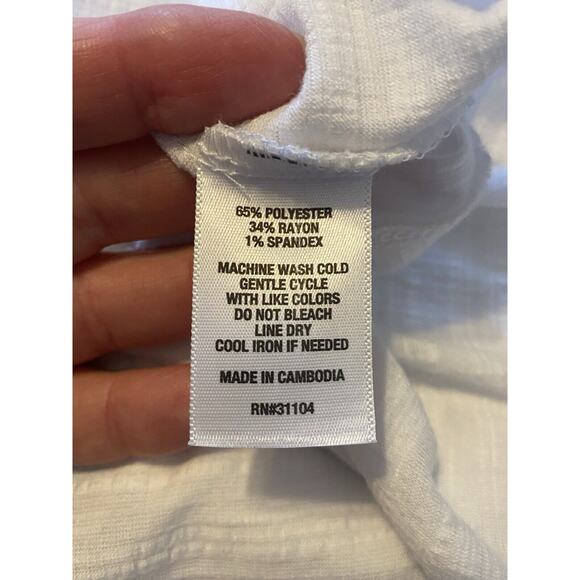 65% POLYESTER
34% RAYON
1% SPANDEX
MACHINE WASH COLD
GENTLE CYCLE
WITH LIKE COLORS
DO NOT BLEACH
LINE DRY
COOL IRON IF NEEDED
MADE IN CAMBODIA
RN#31104